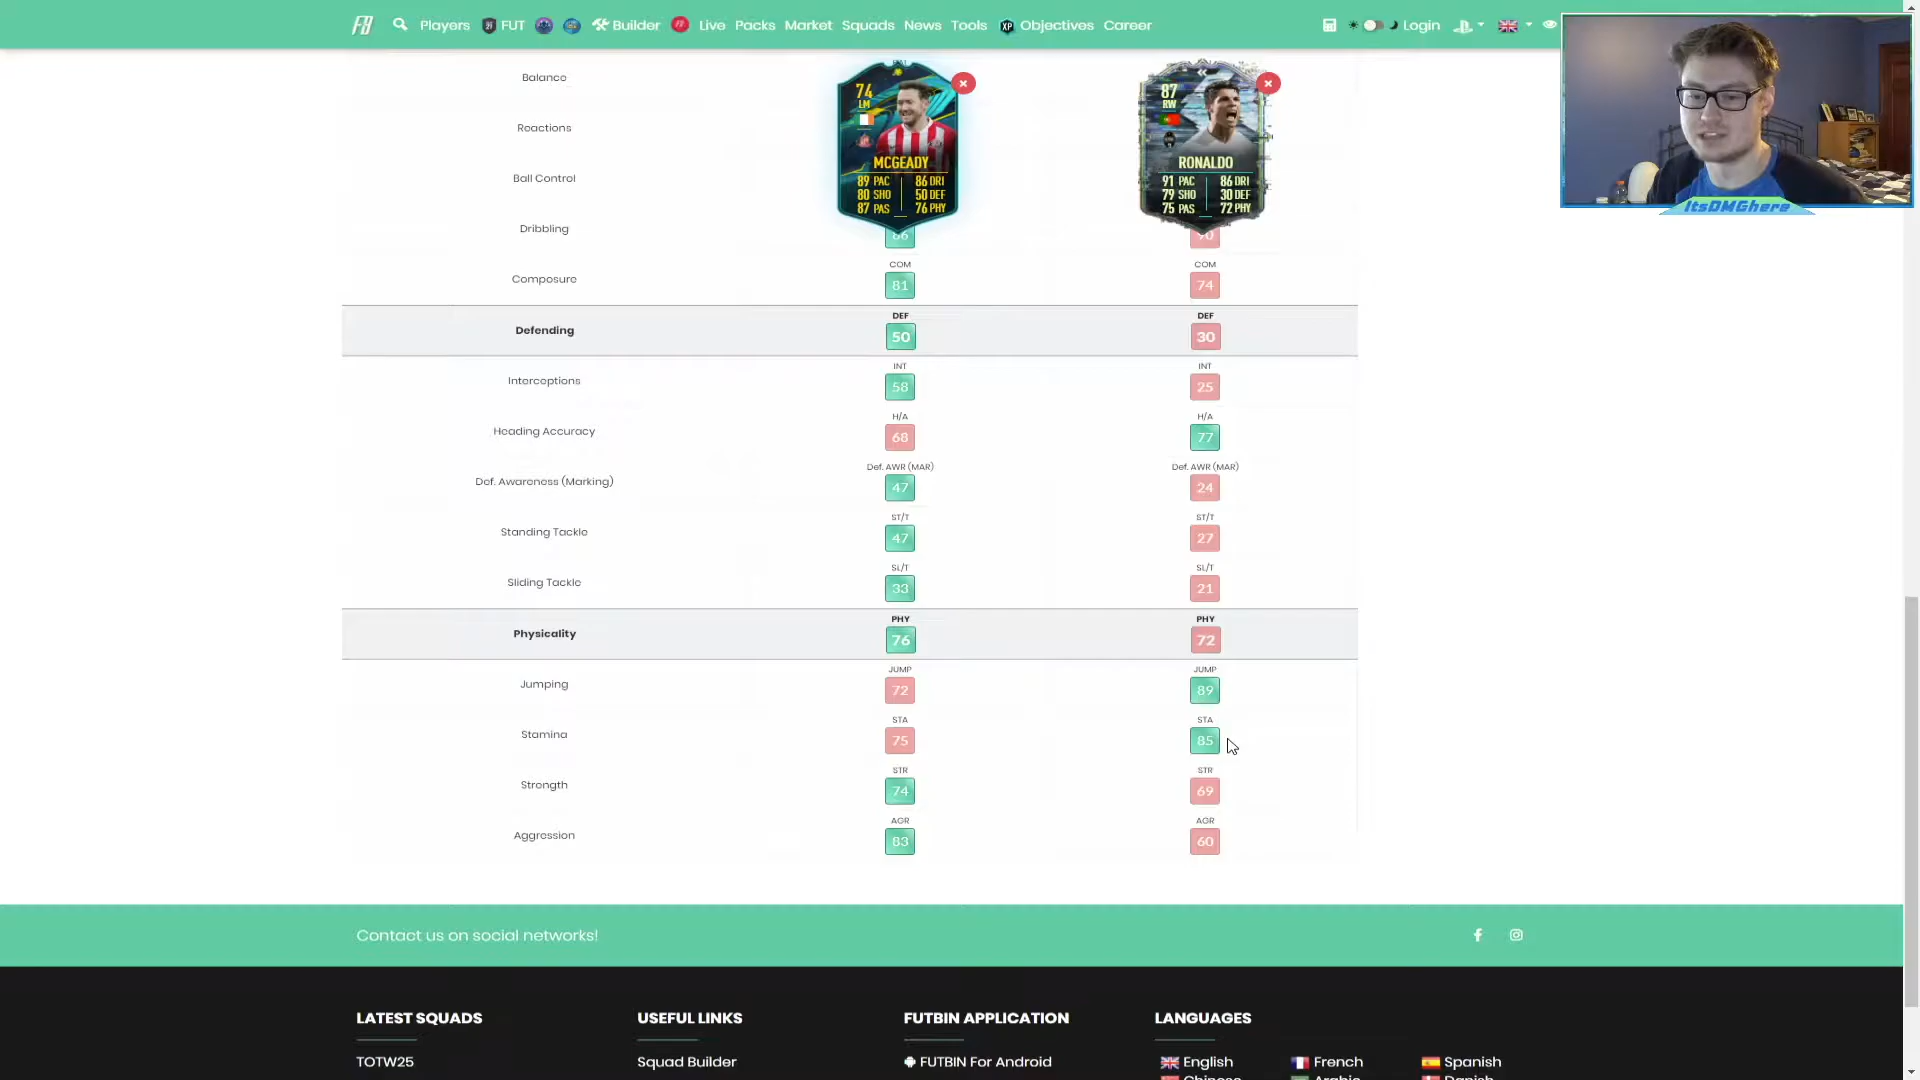 Players FUT Builder Live Packs Market Squads News Tools XP Objectives Career Login
Balance
Reactions
Ball Control
Dribbling
74
LM
MCGEADY
89 PAC 86 DRI
80 SHO 50 DEF
87 PAS 76 PHY
87
RW
RONALDO
91 PAC 86 DRI
79 SHO 30 DEF
75 PAS 72 PHY
ItsDMGhere
COM COM
Composure 81 74
DEF DEF
Defending 50 30
INT INT
Interceptions 58 25
H/A H/A
Heading Accuracy 68 77
Def. AWR (MAR) Def. AWR (MAR)
Def. Awareness (Marking) 47 24
ST/T ST/T
Standing Tackle 47 27
SL/T SL/T
Sliding Tackle 33 21
PHY PHY
Physicality 76 72
JUMP JUMP
Jumping 72 89
STA STA
Stamina 75 85
STR STR
Strength 74 69
AGR AGR
Aggression 83 60
Contact us on social networks!
LATEST SQUADS USEFUL LINKS FUTBIN APPLICATION LANGUAGES
TOTW25 Squad Builder FUTBIN For Android English French Spanish